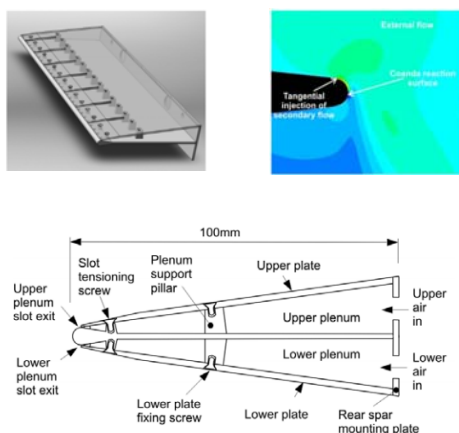 External flow
Coanda reaction
surface
Tangential
injection of
secondary flow
100mm
Slot
tensioning
screw
Plenum
support
pillar
Upper plate
Upper
plenum
slot exit
Upper plenum
Upper
air
in
Lower
plenum
slot exit
Lower plenum
Lower
air
in
Lower plate
fixing screw
Lower plate
Rear spar
mounting plate